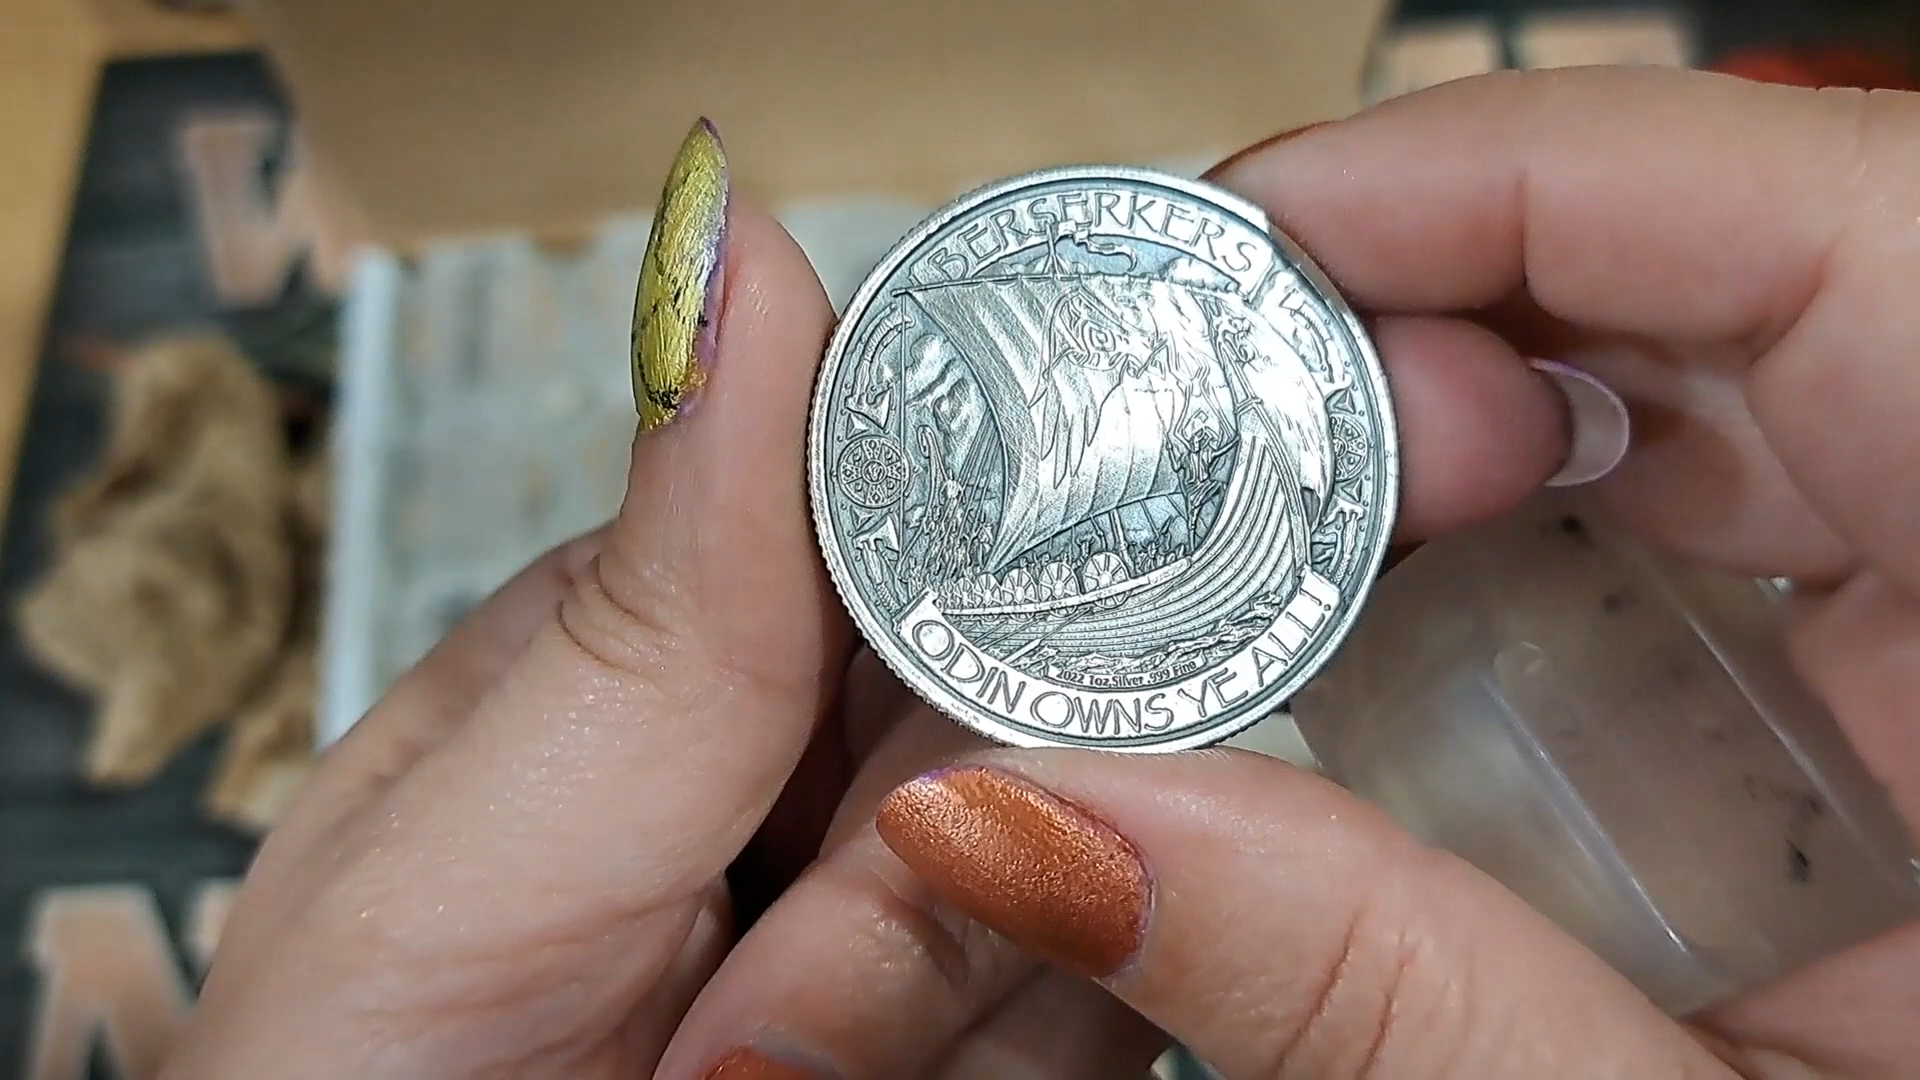 BERSERKERS
2022 1oz, Silver .999 Fine
ODIN OWNS YE ALL!